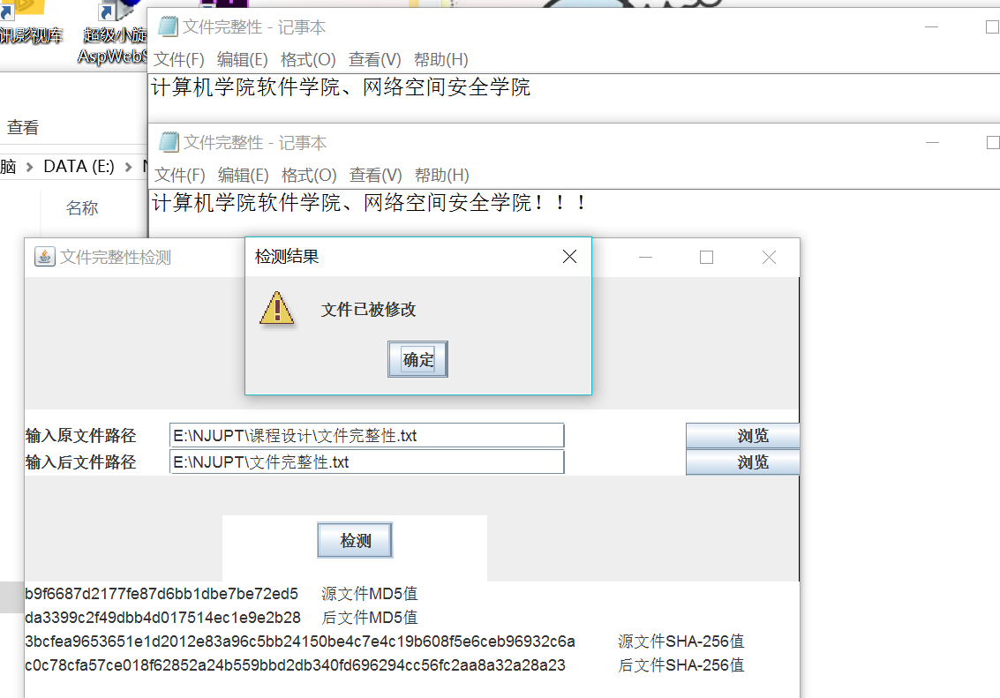 讯影视库
超级小旋
AspWebS
文件完整性 - 记事本
文件(F) 编辑(E) 格式(O) 查看(V) 帮助(H)
计算机学院软件学院、网络空间安全学院
查看
文件完整性 - 记事本
脑 > DATA (E:) >
文件(F) 编辑(E) 格式(O) 查看(V) 帮助(H)
名称
计算机学院软件学院、网络空间安全学院！！！
文件完整性检测
检测结果
文件已被修改
确定
输入原文件路径 E:\NJUPT\课程设计\文件完整性.txt 浏览
输入后文件路径 E:\NJUPT\文件完整性.txt 浏览
检测
b9f6687d2177fe87d6bb1dbe7be72ed5 源文件MD5值
da3399c2f49dbb4d017514ec1e9e2b28 后文件MD5值
3bcfea9653651e1d2012e83a96c5bb24150be4c7e4c19b608f5e6ceb96932c6a 源文件SHA-256值
c0c78cfa57ce018f62852a24b559bbd2db340fd696294cc56fc2aa8a32a28a23 后文件SHA-256值